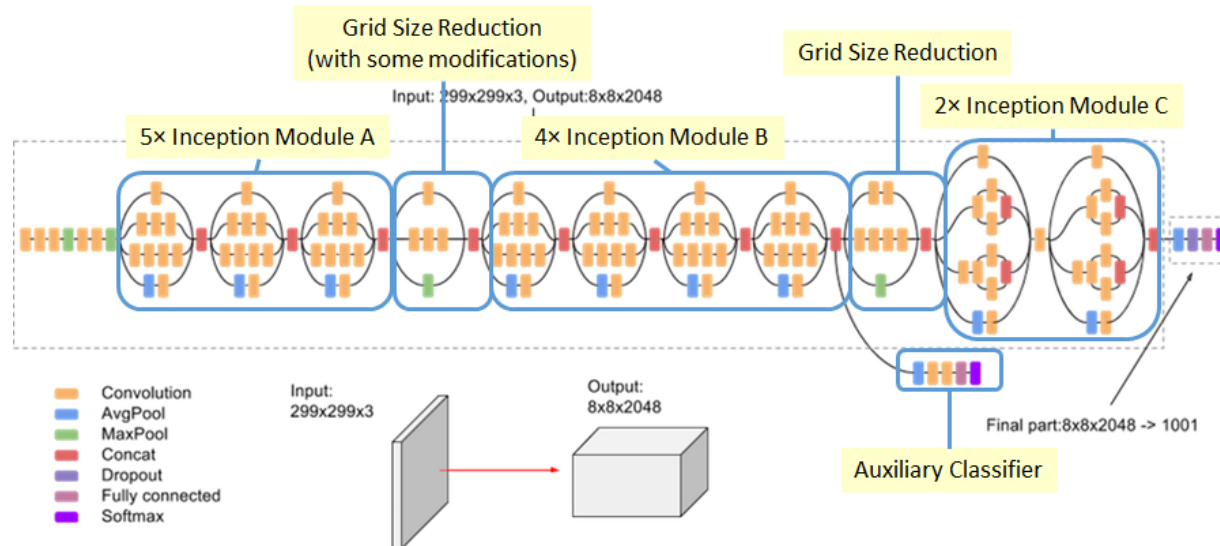 Grid Size Reduction
(with some modifications)
Grid Size Reduction
Input: 299x299x3, Output:8x8x2048
5× Inception Module A
4× Inception Module B
2× Inception Module C
Convolution
AvgPool
MaxPool
Concat
Dropout
Fully connected
Softmax
Input:
299x299x3
Output:
8x8x2048
Final part:8x8x2048 -> 1001
Auxiliary Classifier